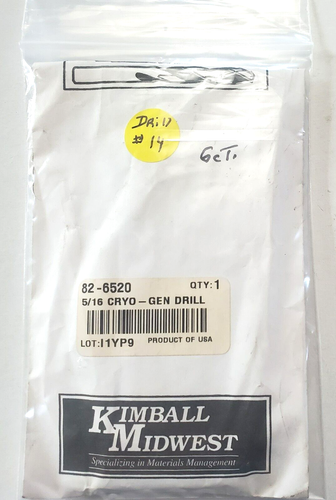 DRill
# 14
GCT.
82-6520 QTY:1
5/16 CRYO-GEN DRILL
LOT:I1YP9 PRODUCT OF USA
KIMBALL
MIDWEST
Specializing in Materials Management